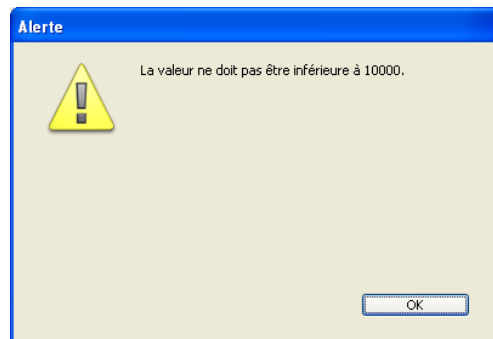 Alerte
La valeur ne doit pas être inférieure à 10000.
OK